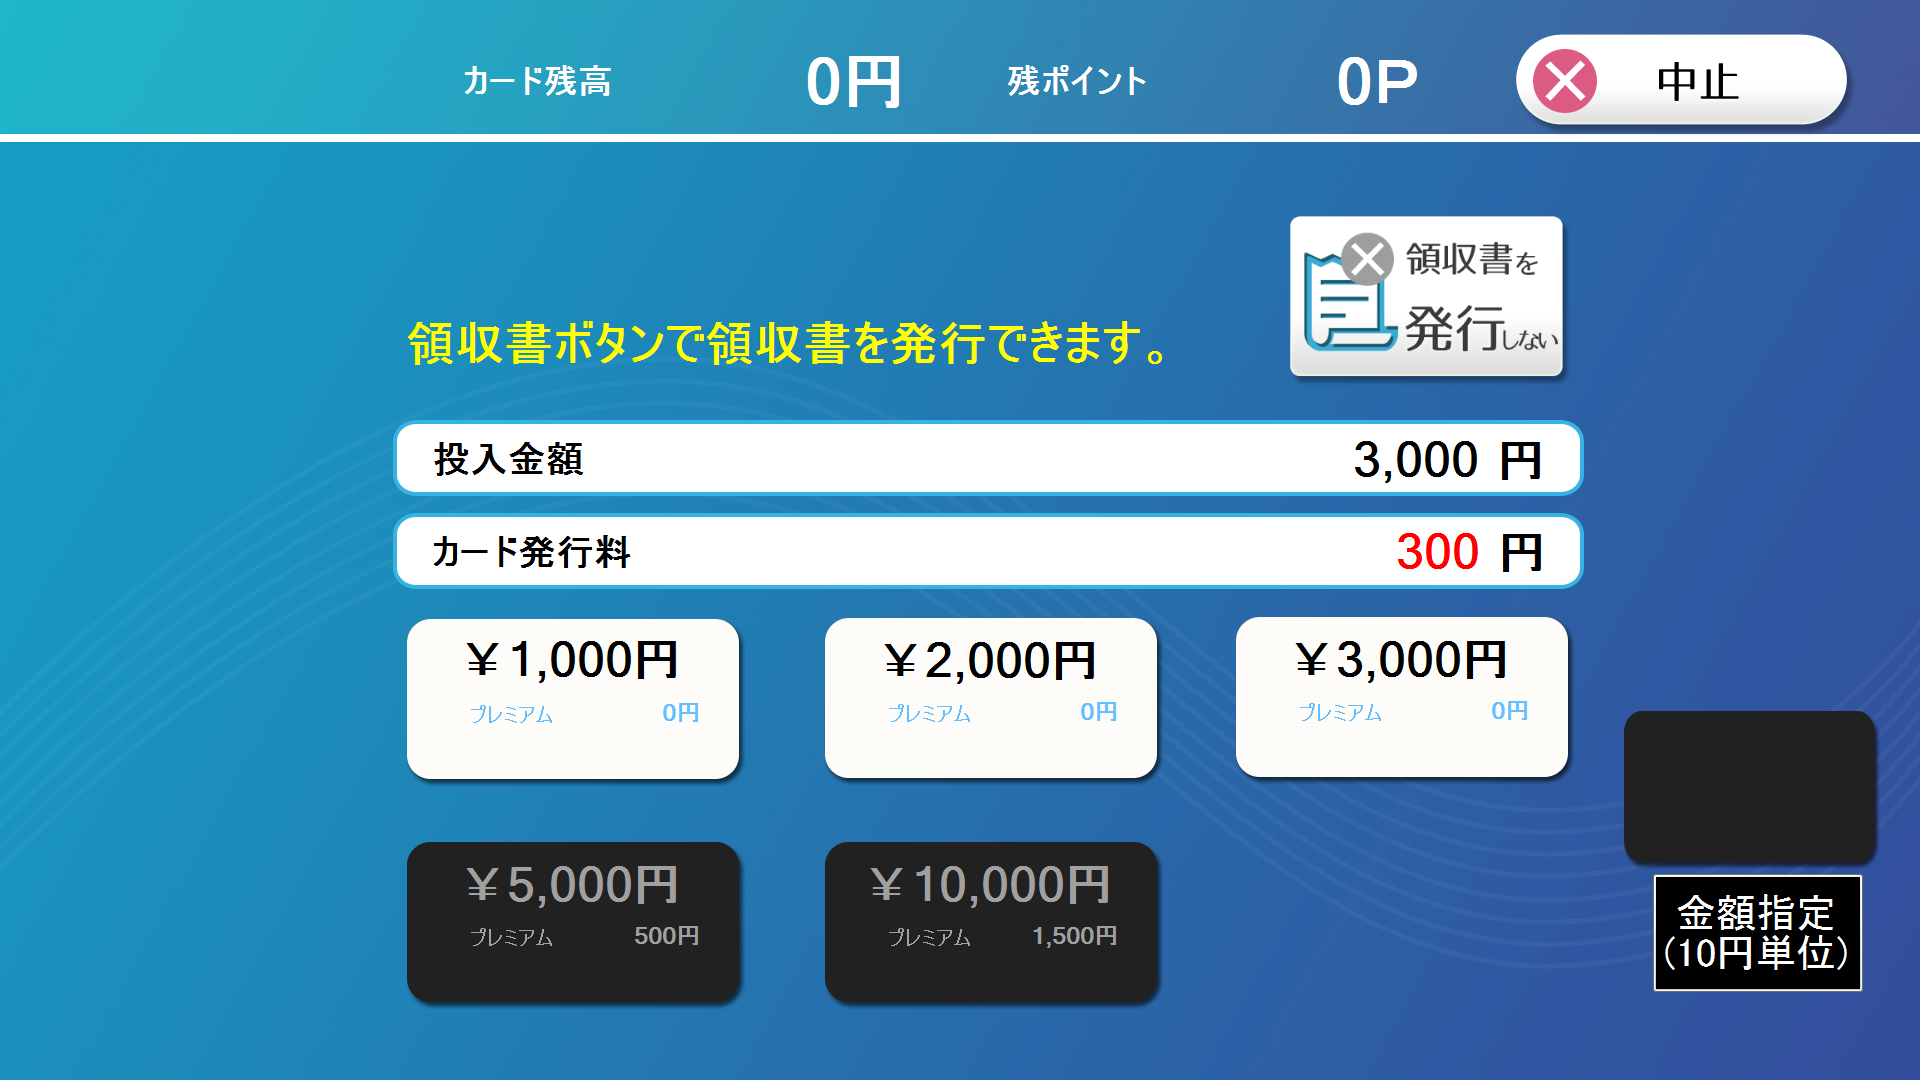 カード残高 0円 残ポイント 0P 中止
領収書を
発行しない
領収書ボタンで領収書を発行できます。
投入金額 3,000 円
カード発行料 300 円
￥1,000円
プレミアム 0円
￥2,000円
プレミアム 0円
￥3,000円
プレミアム 0円
￥5,000円
プレミアム 500円
￥10,000円
プレミアム 1,500円
金額指定
(10円単位)